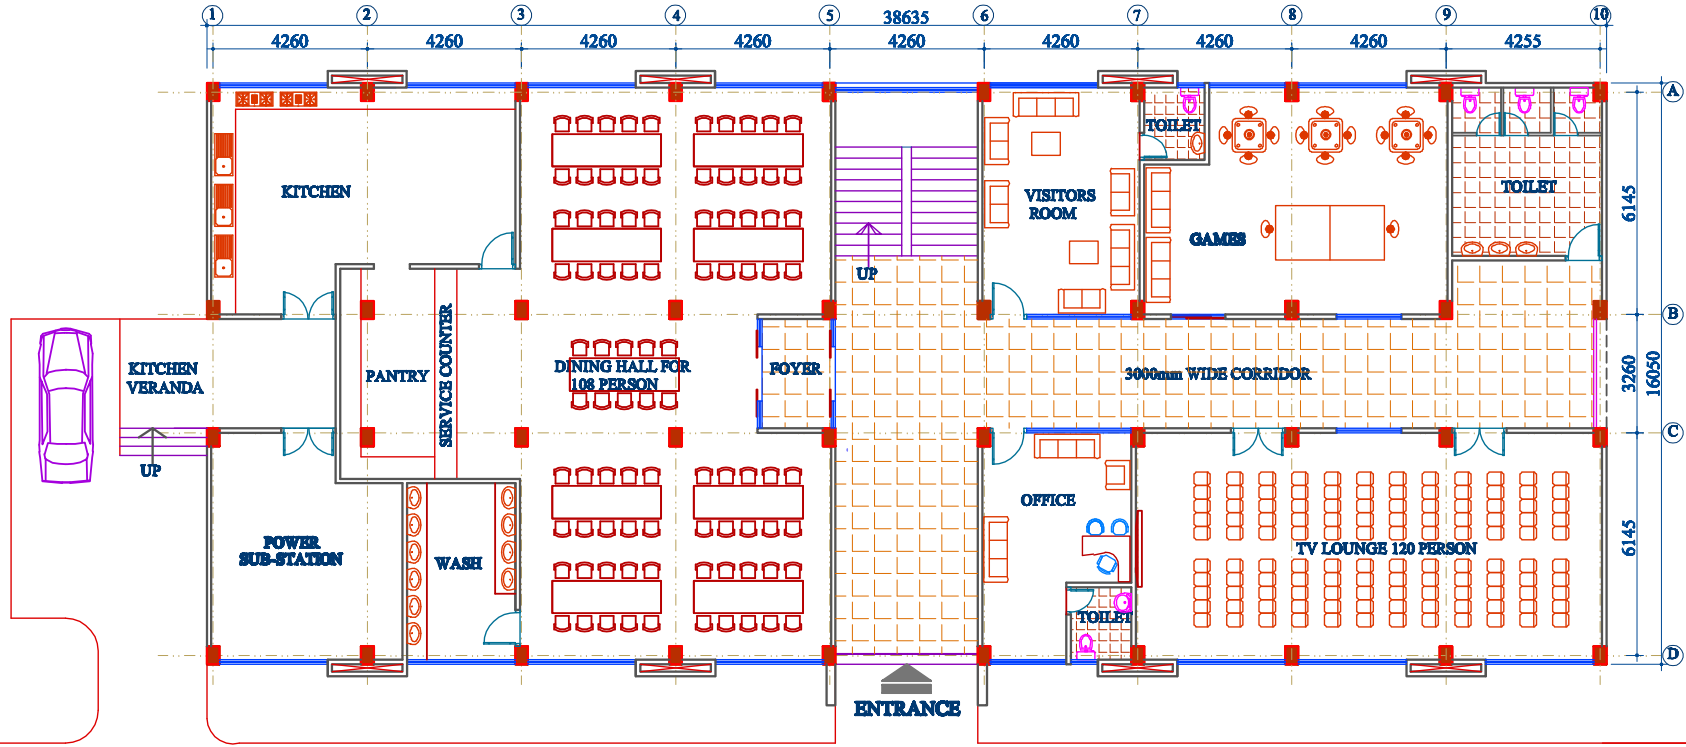 1 2 3 4 5 6 7 8 9 10
38635
4260 4260 4260 4260 4260 4260 4260 4260 4255
A
TOILET
KITCHEN
VISITORS
ROOM
TOILET
6145
GAMES
UP
B
SERVICE COUNTER
KITCHEN
VERANDA
PANTRY
DINING HALL FOR
108 PERSON
FOYER
3000mm WIDE CORRIDOR
3260
16050
C
UP
OFFICE
POWER
SUB-STATION
WASH
TV LOUNGE 120 PERSON
6145
TOILET
D
ENTRANCE